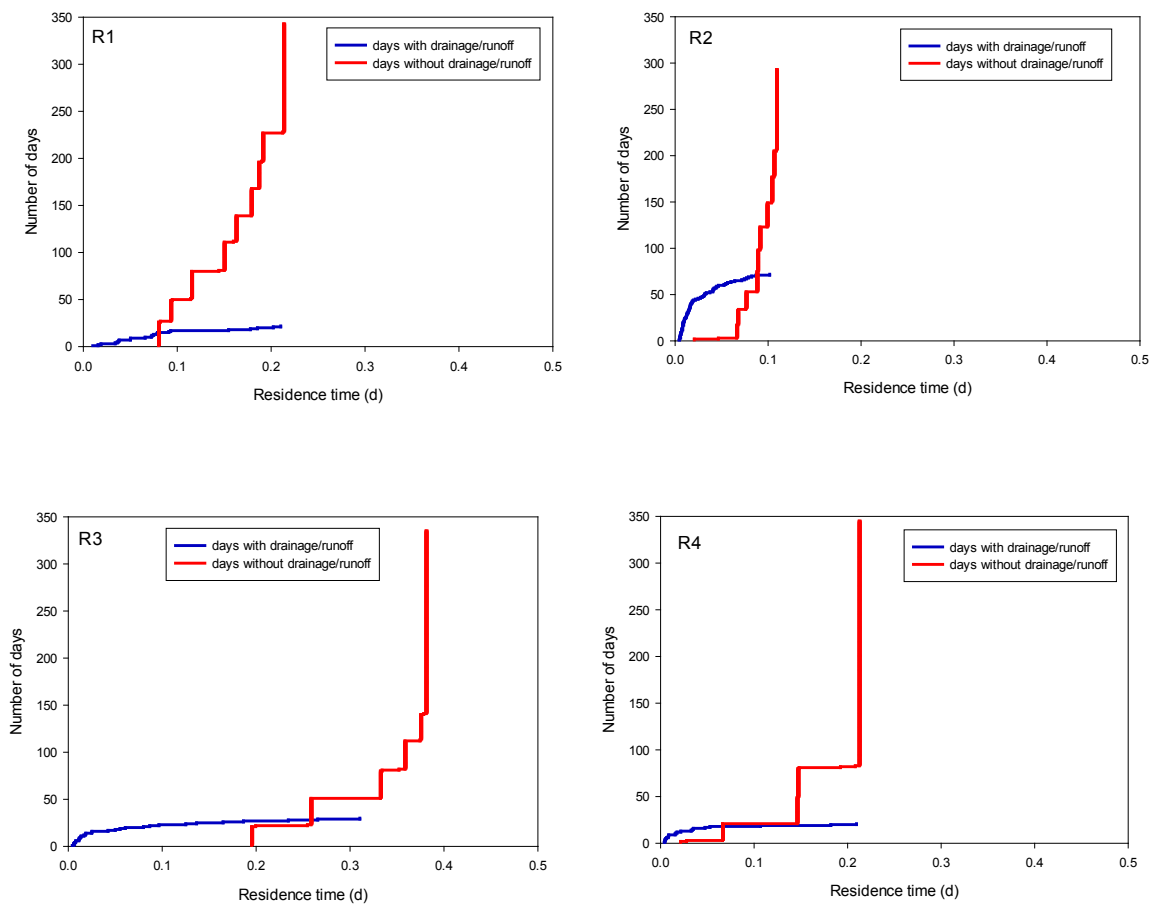 R1
days with drainage/runoff
days without drainage/runoff
Number of days
350
300
250
200
150
100
50
0
0.0 0.1 0.2 0.3 0.4 0.5
Residence time (d)
R2
days with drainage/runoff
days without drainage/runoff
Number of days
350
300
250
200
150
100
50
0
0.0 0.1 0.2 0.3 0.4 0.5
Residence time (d)
R3
days with drainage/runoff
days without drainage/runoff
Number of days
350
300
250
200
150
100
50
0
0.0 0.1 0.2 0.3 0.4 0.5
Residence time (d)
R4
days with drainage/runoff
days without drainage/runoff
Number of days
350
300
250
200
150
100
50
0
0.0 0.1 0.2 0.3 0.4 0.5
Residence time (d)